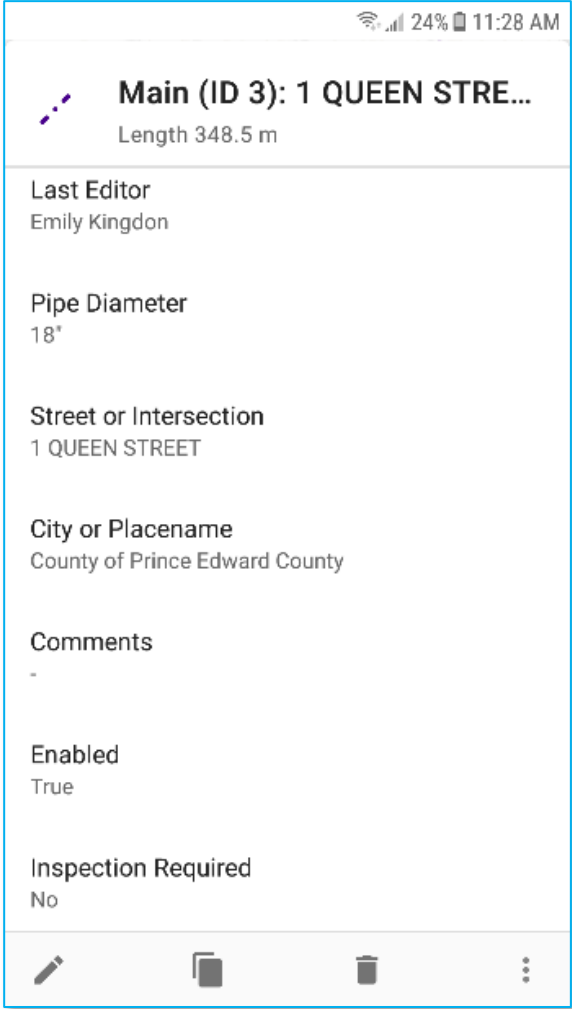 24% 11:28 AM
Main (ID 3): 1 QUEEN STRE...
Length 348.5 m
Last Editor
Emily Kingdon
Pipe Diameter
18"
Street or Intersection
1 QUEEN STREET
City or Placename
County of Prince Edward County
Comments
-
Enabled
True
Inspection Required
No